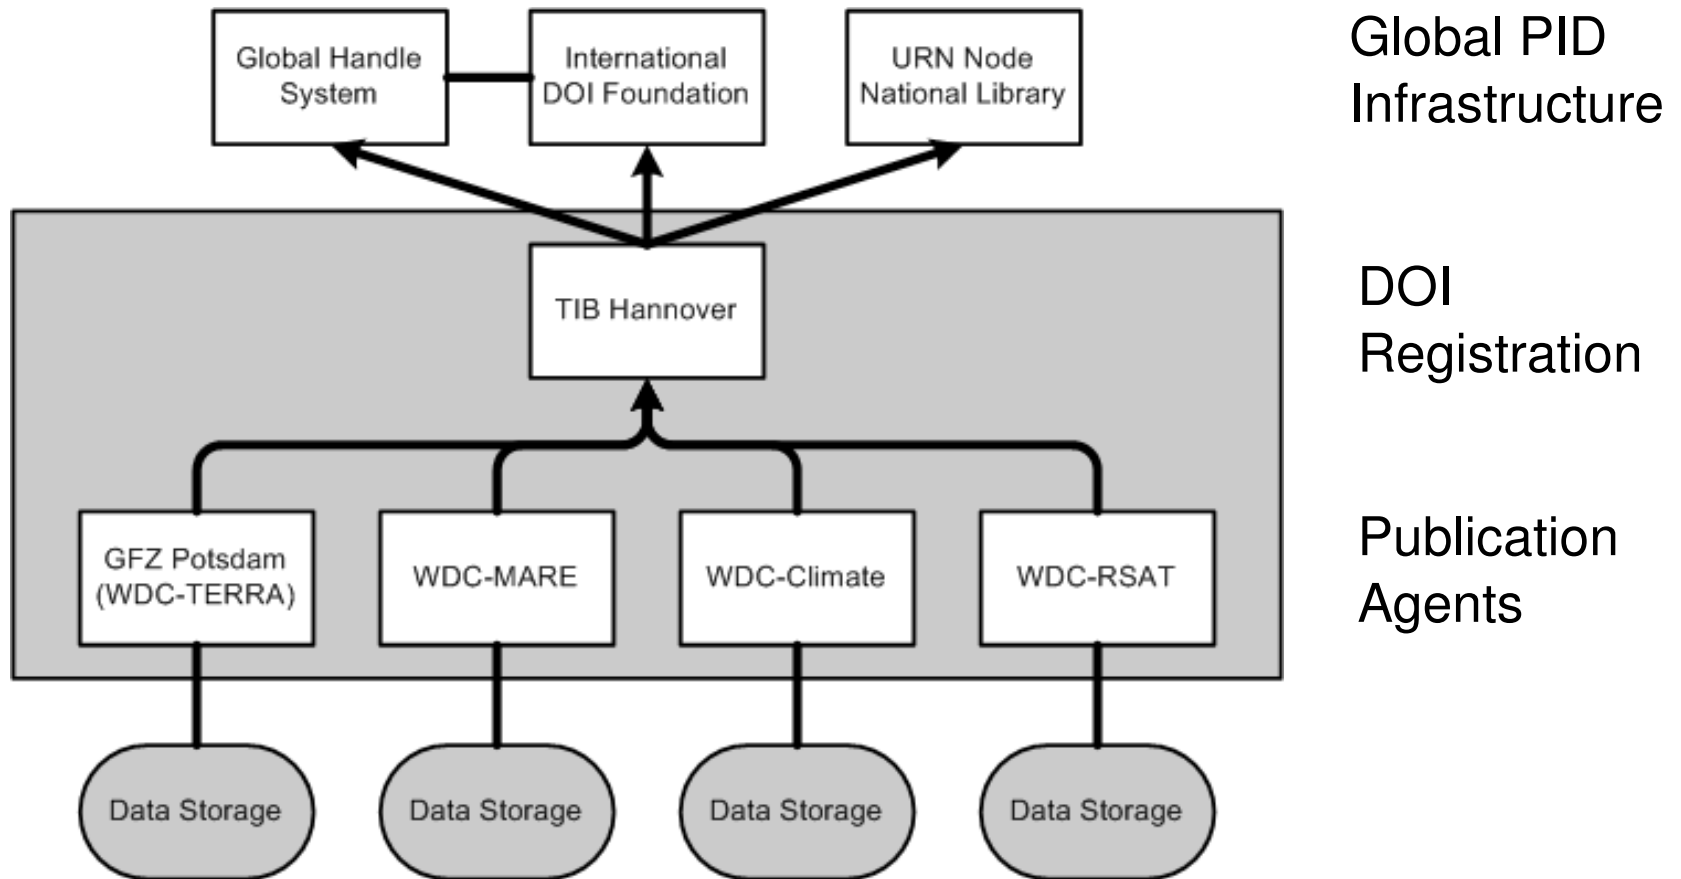 Global Handle
System
International
DOI Foundation
URN Node
National Library
Global PID
Infrastructure
TIB Hannover
DOI
Registration
GFZ Potsdam
(WDC-TERRA)
WDC-MARE
WDC-Climate
WDC-RSAT
Publication
Agents
Data Storage
Data Storage
Data Storage
Data Storage